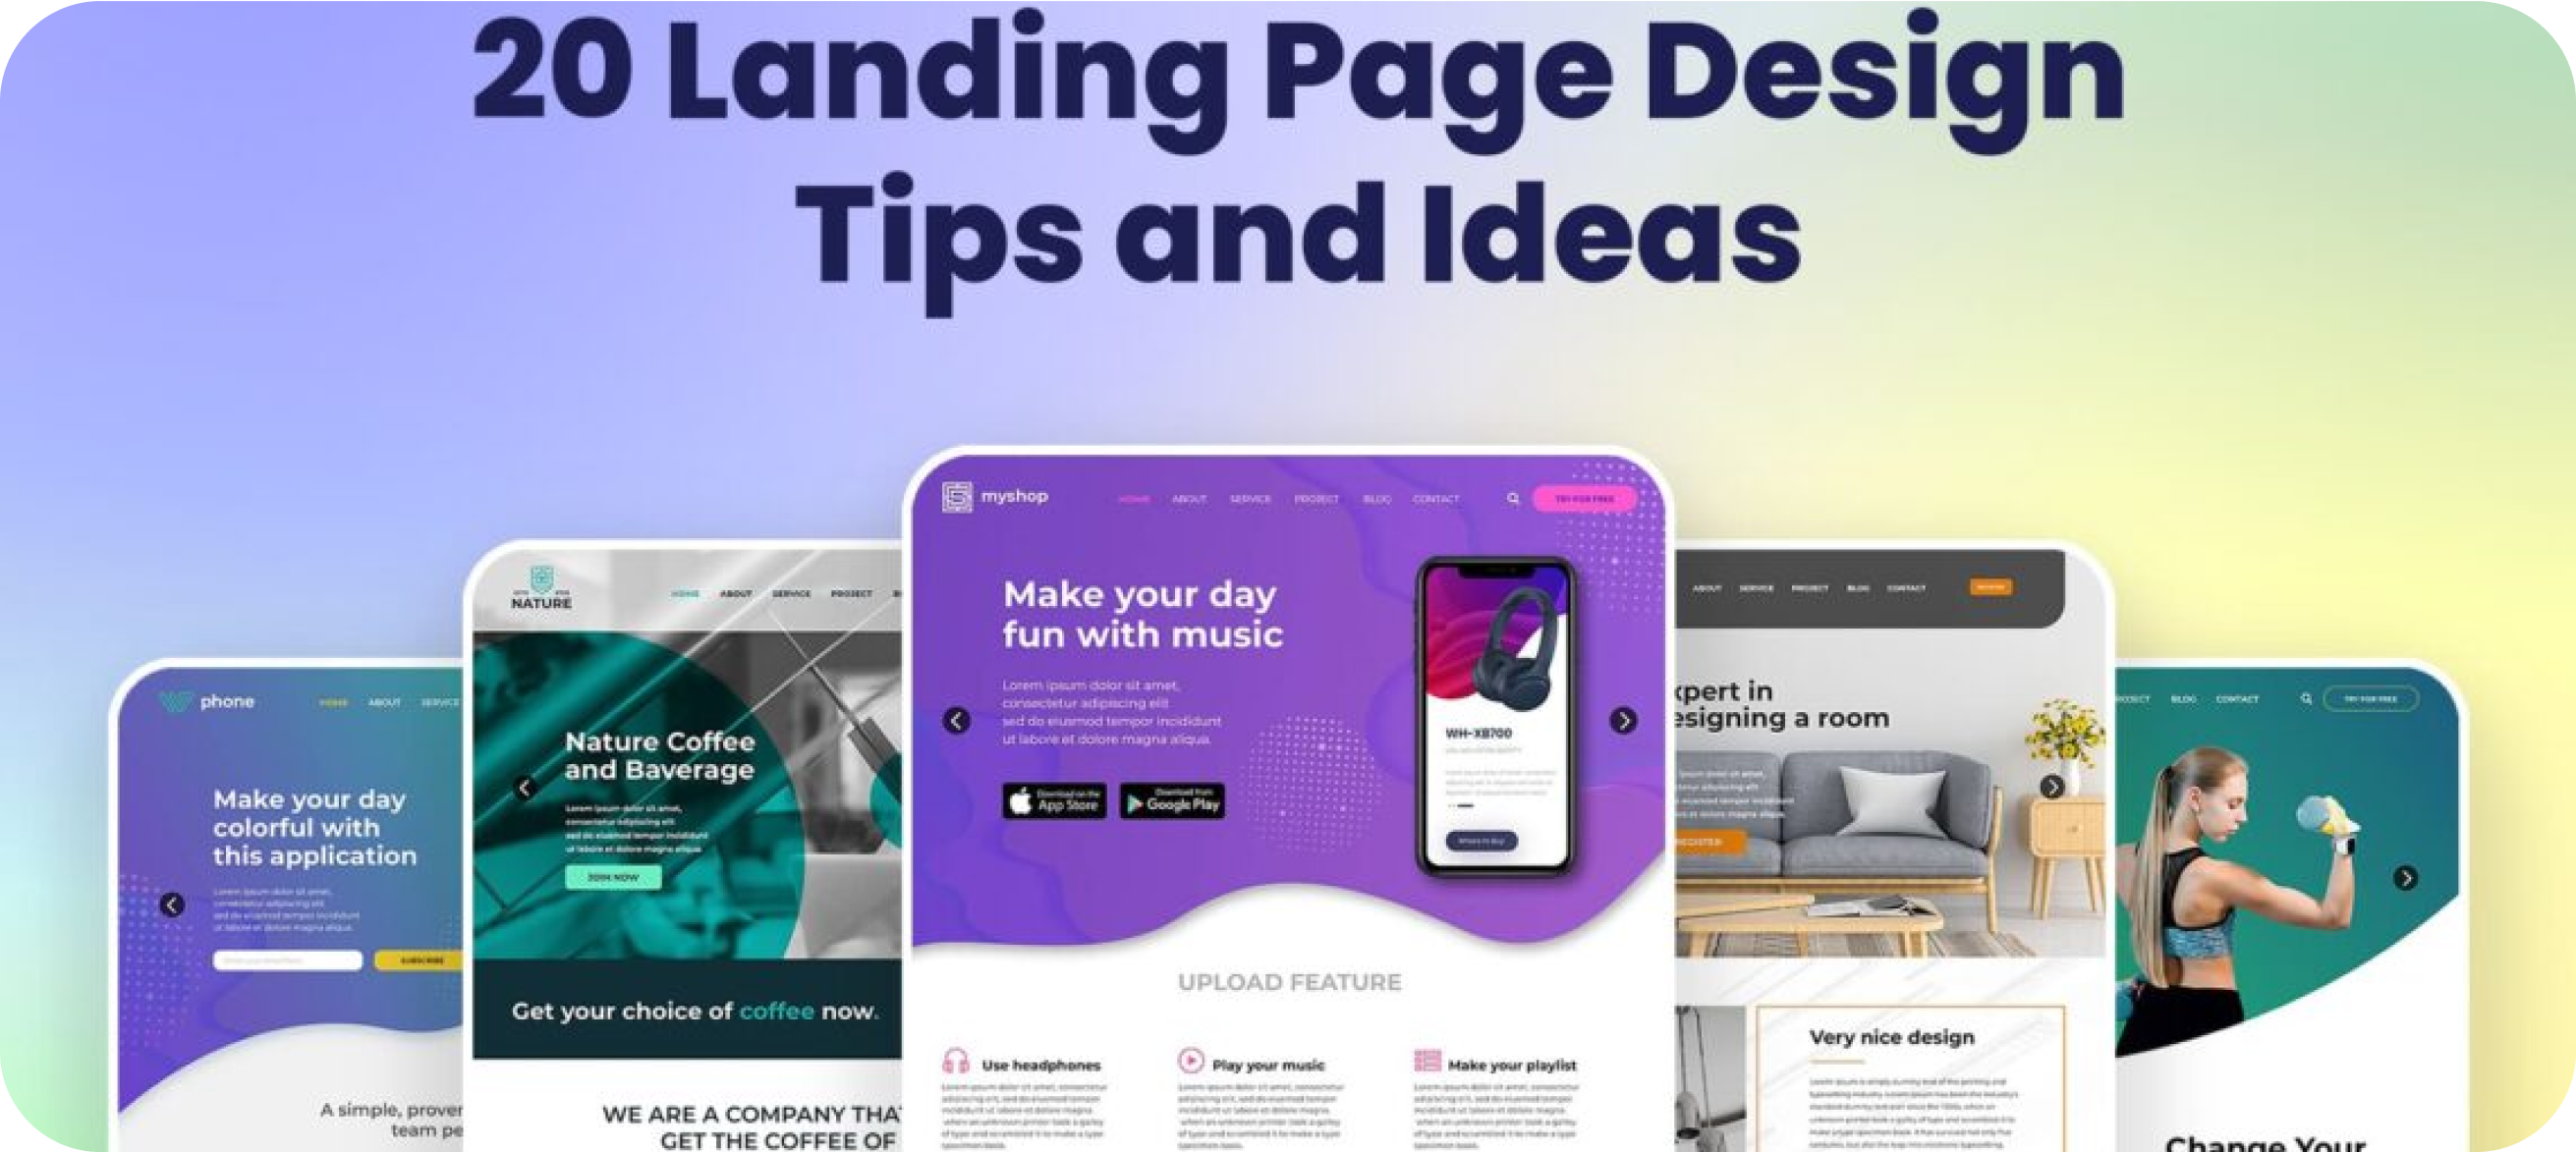 20 Landing Page Design
Tips and Ideas
phone
HOME ABOUT SERVICE
Make your day
colorful with
this application
Lorem ipsum dolor sit amet,
consectetur adipiscing elit
sed do eiusmod tempor incididunt
ut labore et dolore magna aliqua.
SUBSCRIBE
A simple, prover
team pe
NATURE
HOME ABOUT SERVICE PROJECT
Nature Coffee
and Baverage
Lorem ipsum dolor sit amet,
consectetur adipiscing elit
sed do eiusmod tempor incididunt
ut labore et dolore magna aliqua.
JOIN NOW
Get your choice of coffee now.
WE ARE A COMPANY THAT
GET THE COFFEE OF
myshop
HOME ABOUT SERVICE PROJECT BLOG CONTACT TRY FOR FREE
Make your day
fun with music
Lorem ipsum dolor sit amet,
consectetur adipiscing elit
sed do eiusmod tempor incididunt
ut labore et dolore magna aliqua.
Download on the
App Store
Download from
Google Play
WH-XB700
Where to Buy
UPLOAD FEATURE
Use headphones
Play your music
Make your playlist
ABOUT SERVICE PROJECT BLOG CONTACT
xpert in
esigning a room
REGISTER
Very nice design
BLOG CONTACT TRY FOR FREE
Change Your